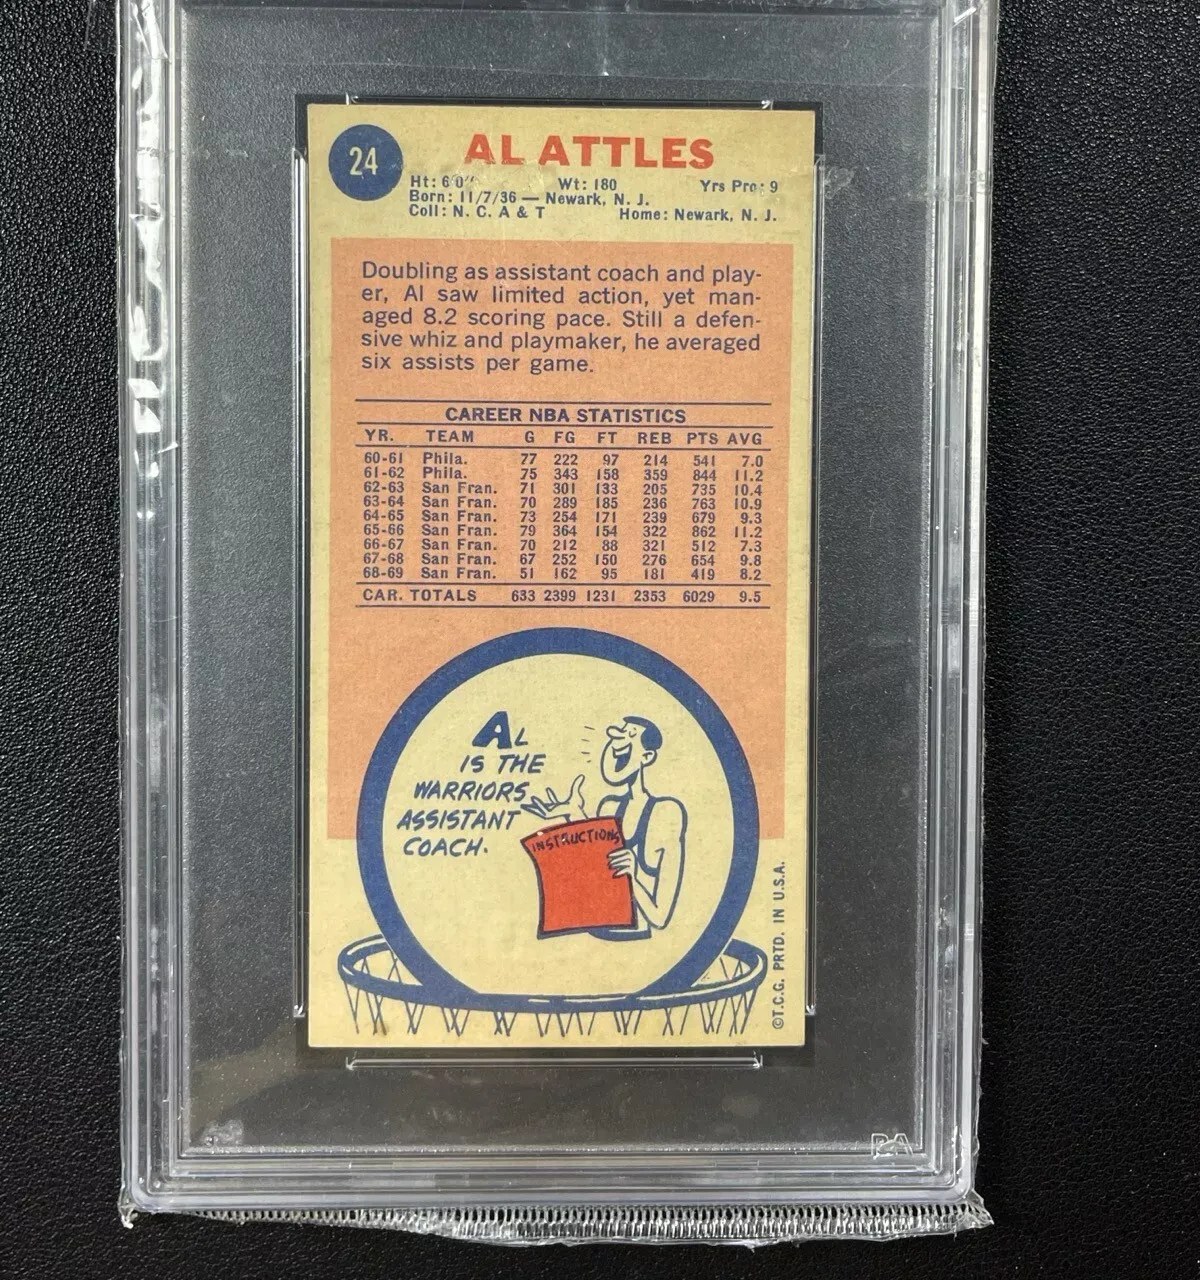 24
AL ATTLES
Ht: 6'0" Wt: 180 Yrs Pro: 9
Born: 11/7/36 — Newark, N. J.
Coll: N. C. A & T Home: Newark, N. J.
Doubling as assistant coach and play-
er, Al saw limited action, yet man-
aged 8.2 scoring pace. Still a defen-
sive whiz and playmaker, he averaged
six assists per game.
CAREER NBA STATISTICS
YR. TEAM G FG FT REB PTS AVG
60-61 Phila. 77 222 97 214 541 7.0
61-62 Phila. 75 343 158 359 844 11.2
62-63 San Fran. 71 301 133 205 735 10.4
63-64 San Fran. 70 289 185 236 763 10.9
64-65 San Fran. 73 254 171 239 679 9.3
65-66 San Fran. 79 364 154 322 862 11.2
66-67 San Fran. 70 212 88 321 512 7.3
67-68 San Fran. 67 252 150 276 654 9.8
68-69 San Fran. 51 162 95 181 419 8.2
CAR. TOTALS 633 2399 1231 2353 6029 9.5
AL
IS THE
WARRIORS
ASSISTANT
COACH.
INSTRUCTIONS
©T.C.G. PRTD. IN U.S.A.